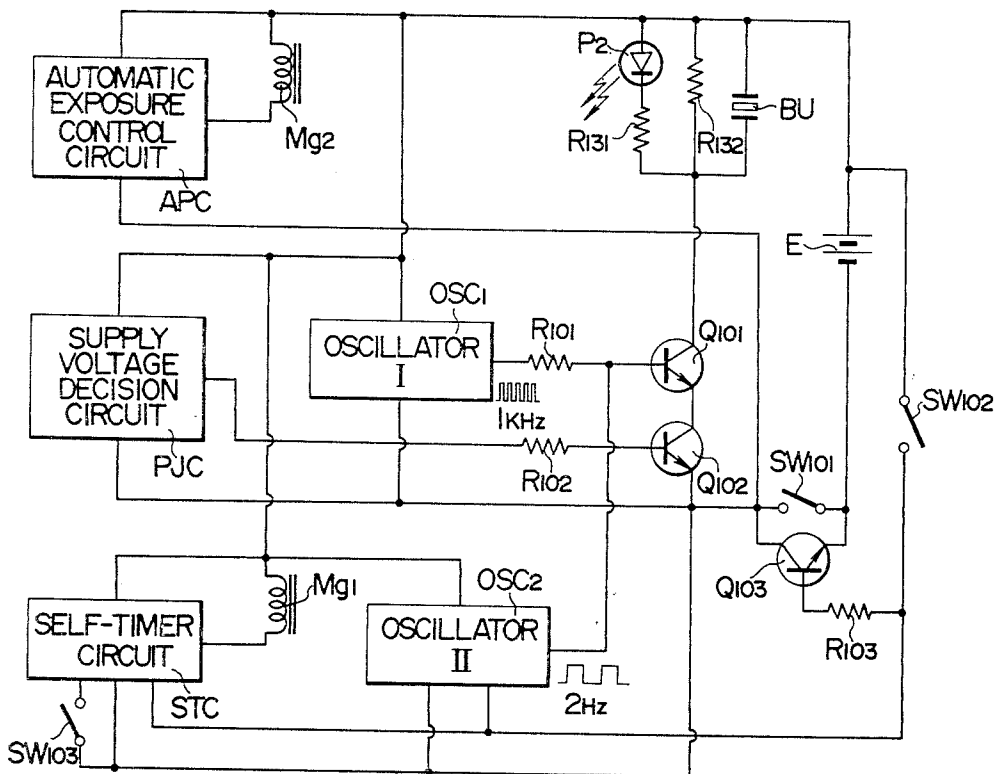 AUTOMATIC
EXPOSURE
CONTROL
CIRCUIT
APC
Mg2
P2
R131
R132
BU
E
SUPPLY
VOLTAGE
DECISION
CIRCUIT
PJC
OSC1
OSCILLATOR
I
R101
1KHz
R102
Q101
Q102
SW101
SW102
Q103
R103
SELF-TIMER
CIRCUIT
STC
SW103
Mg1
OSC2
OSCILLATOR
II
2Hz